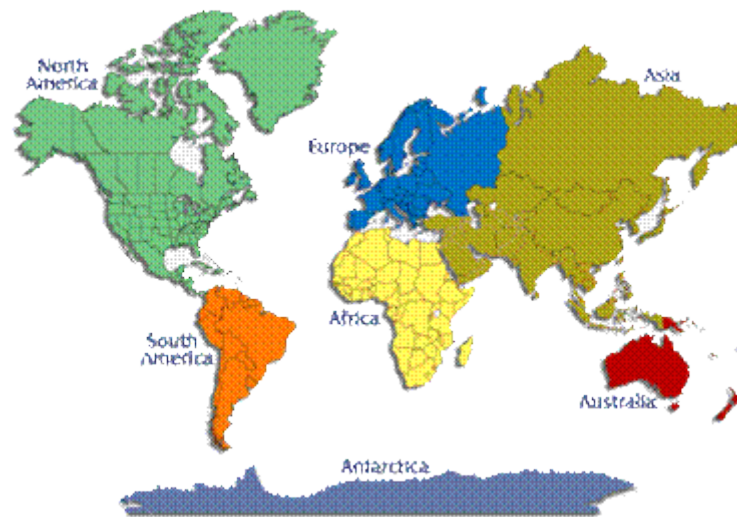 North
America
Asia
Europe
Africa
South
America
Australia
Antarctica